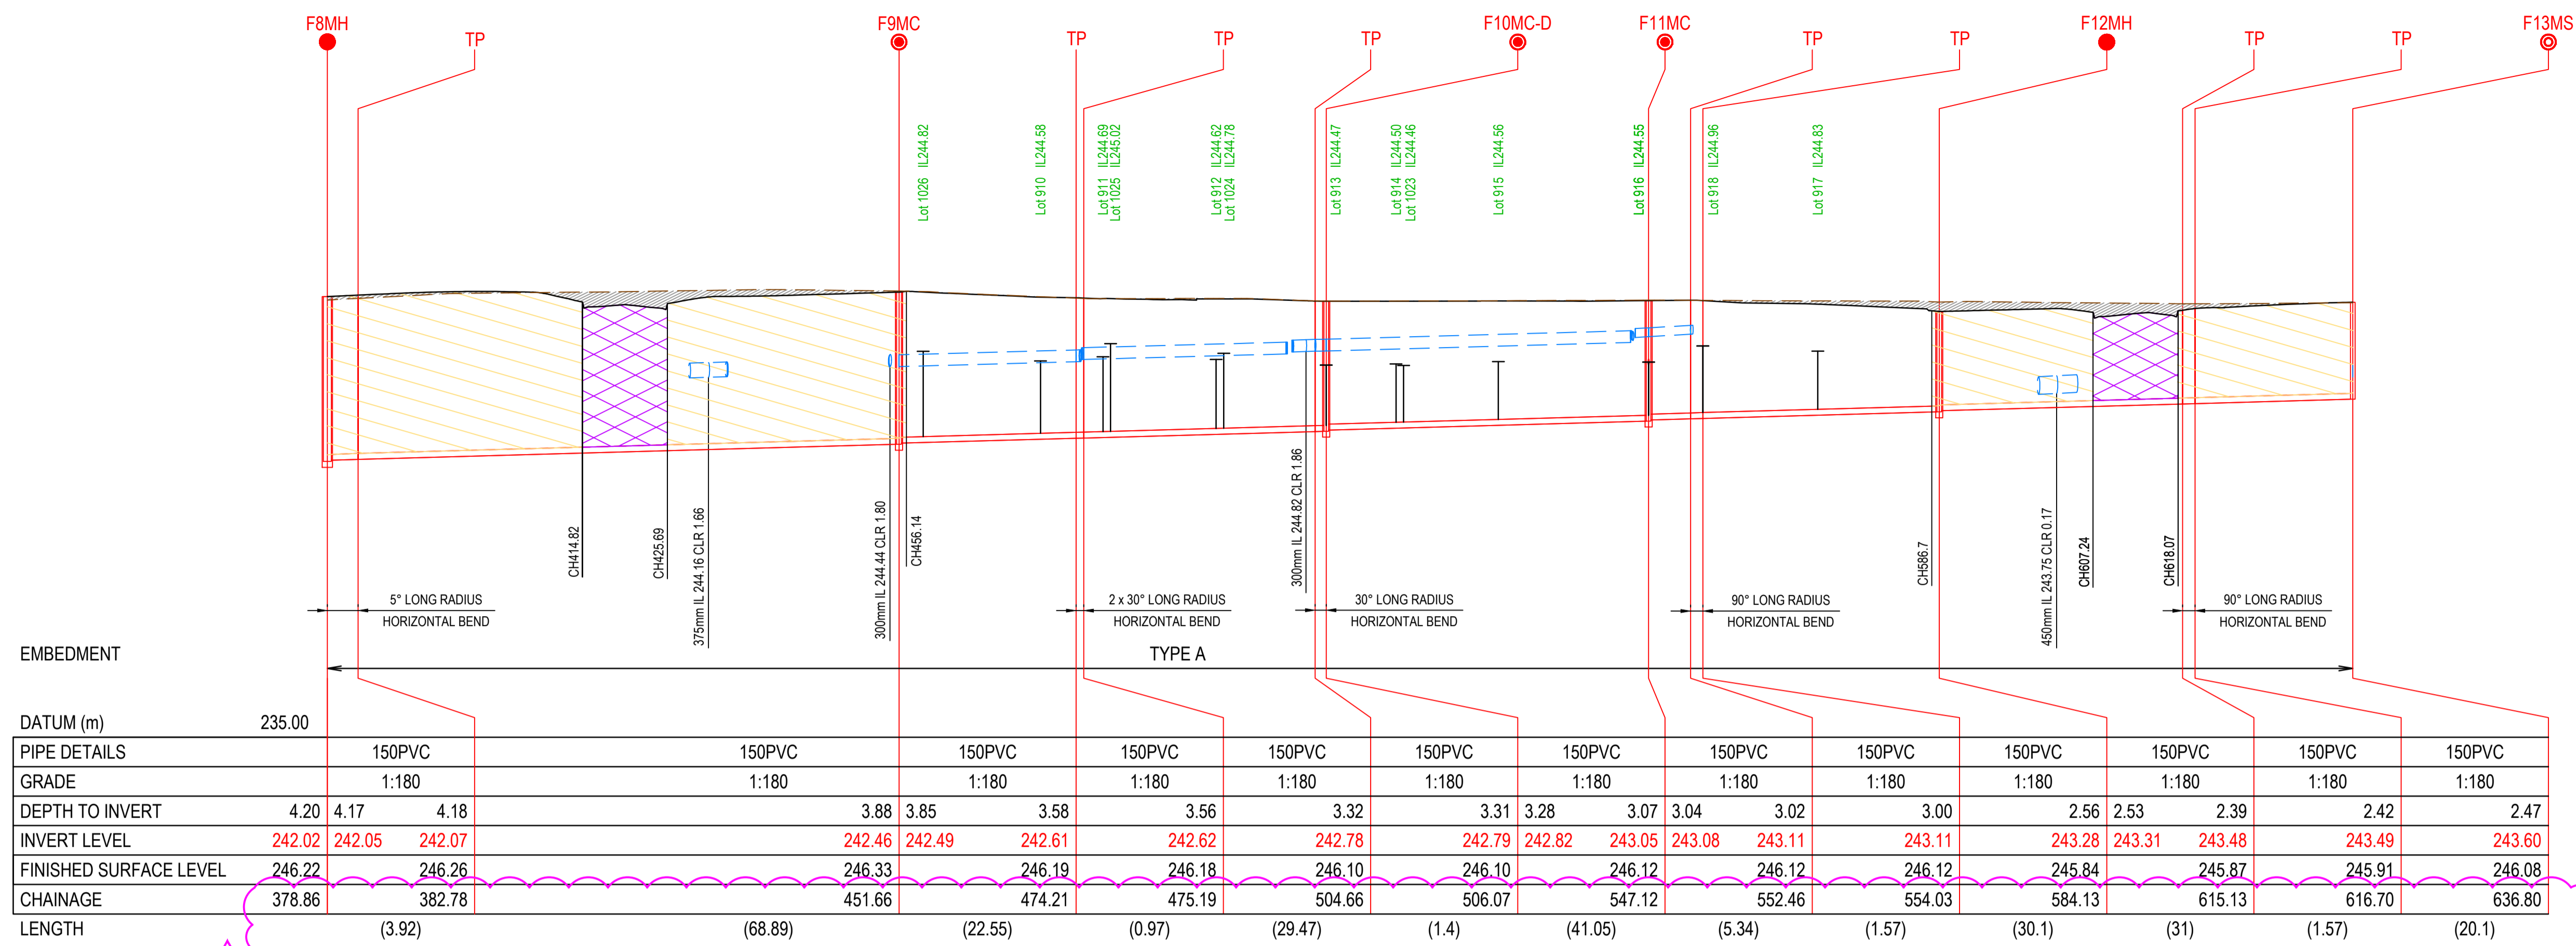 F8MH TP F9MC TP TP TP F10MC-D F11MC TP TP F12MH TP TP F13MS
Lot 1026 IL244.82
Lot 910 IL244.58
Lot 911 IL244.69
Lot 1025 IL245.02
Lot 912 IL244.62
Lot 1024 IL244.78
Lot 913 IL244.47
Lot 914 IL244.50
Lot 1023 IL244.46
Lot 915 IL244.56
Lot 916 IL244.55
Lot 918 IL244.96
Lot 917 IL244.83
CH414.82
CH425.69
375mm IL 244.16 CLR 1.66
300mm IL 244.44 CLR 1.80
CH456.14
300mm IL 244.82 CLR 1.86
CH586.7
450mm IL 243.75 CLR 0.17
CH607.24
CH618.07
5° LONG RADIUS
HORIZONTAL BEND
2 x 30° LONG RADIUS
HORIZONTAL BEND
30° LONG RADIUS
HORIZONTAL BEND
90° LONG RADIUS
HORIZONTAL BEND
90° LONG RADIUS
HORIZONTAL BEND
EMBEDMENT TYPE A
DATUM (m) 235.00
PIPE DETAILS 150PVC 150PVC 150PVC 150PVC 150PVC 150PVC 150PVC 150PVC 150PVC 150PVC 150PVC 150PVC 150PVC
GRADE 1:180 1:180 1:180 1:180 1:180 1:180 1:180 1:180 1:180 1:180 1:180 1:180 1:180
DEPTH TO INVERT 4.20 4.17 4.18 3.88 3.85 3.58 3.56 3.32 3.31 3.28 3.07 3.04 3.02 3.00 2.56 2.53 2.39 2.42 2.47
INVERT LEVEL 242.02 242.05 242.07 242.46 242.49 242.61 242.62 242.78 242.79 242.82 243.05 243.08 243.11 243.11 243.28 243.31 243.48 243.49 243.60
FINISHED SURFACE LEVEL 246.22 246.26 246.33 246.19 246.18 246.10 246.10 246.12 246.12 246.12 245.84 245.87 245.91 246.08
CHAINAGE 378.86 382.78 451.66 474.21 475.19 504.66 506.07 547.12 552.46 554.03 584.13 615.13 616.70 636.80
LENGTH (3.92) (68.89) (22.55) (0.97) (29.47) (1.4) (41.05) (5.34) (1.57) (30.1) (31) (1.57) (20.1)